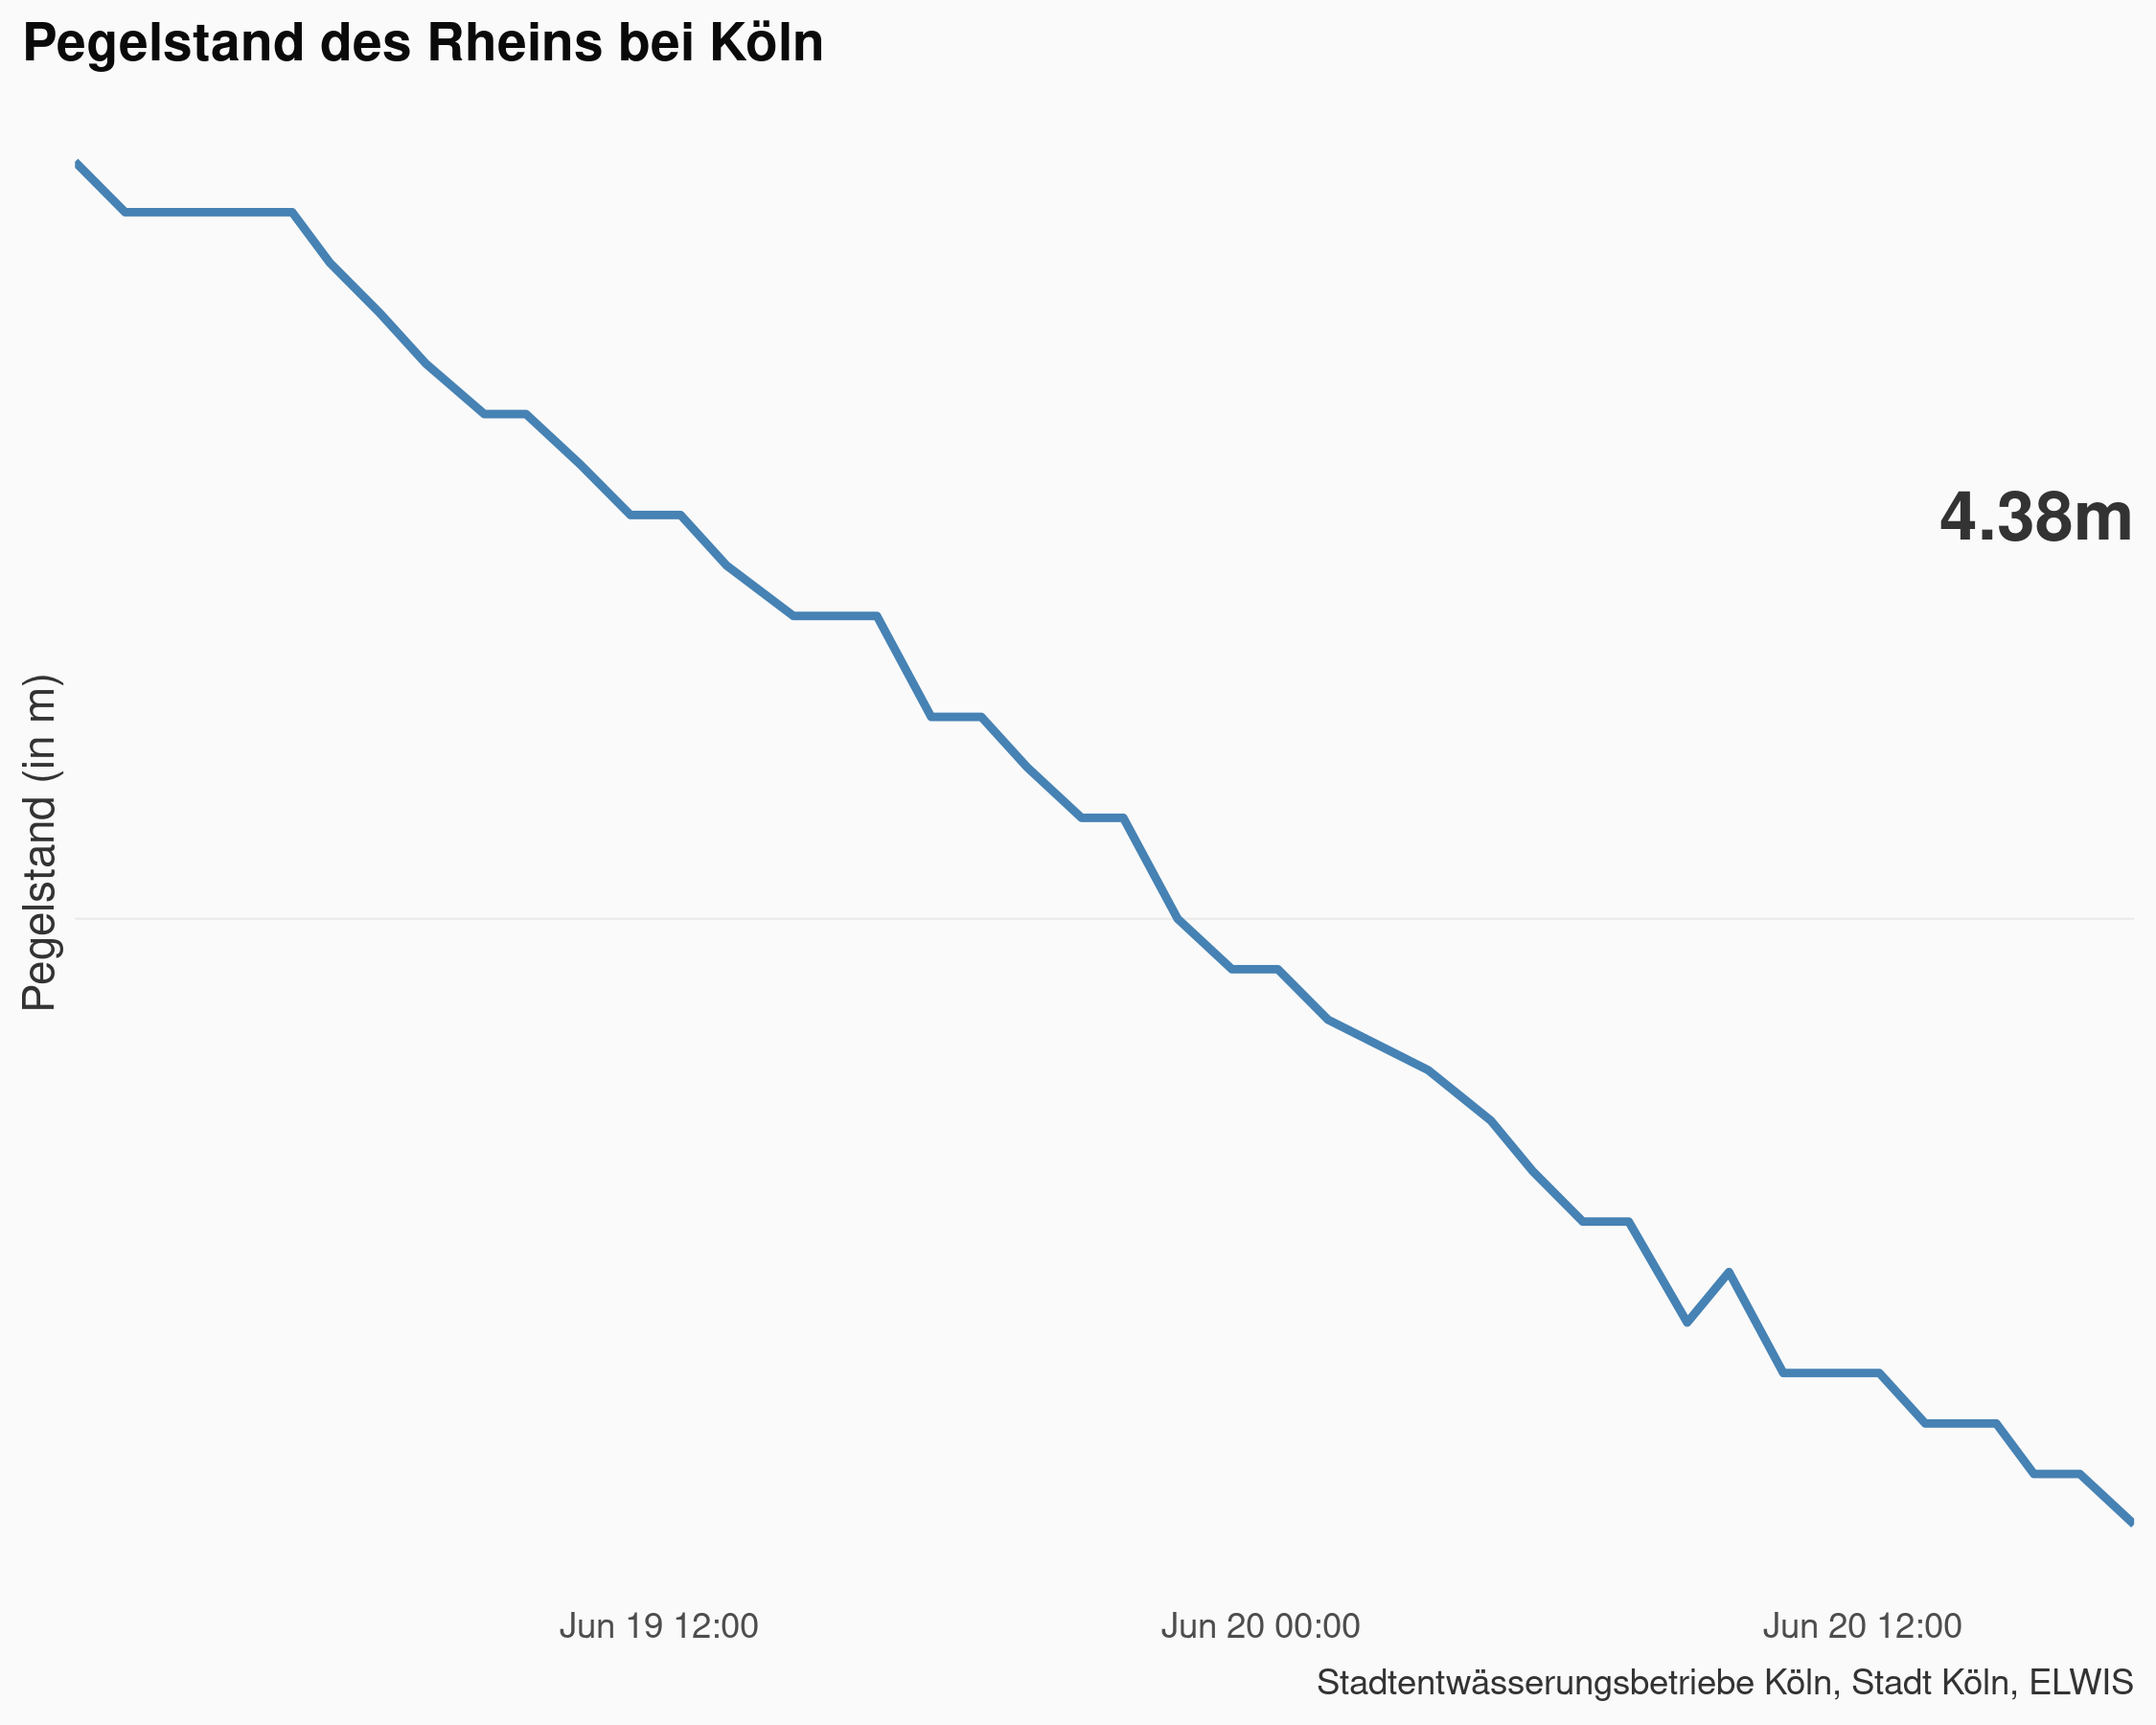 Pegelstand des Rheins bei Köln
4.38m
Pegelstand (in m)
Jun 19 12:00
Jun 20 00:00
Jun 20 12:00
Stadtentwässerungsbetriebe Köln, Stadt Köln, ELWIS